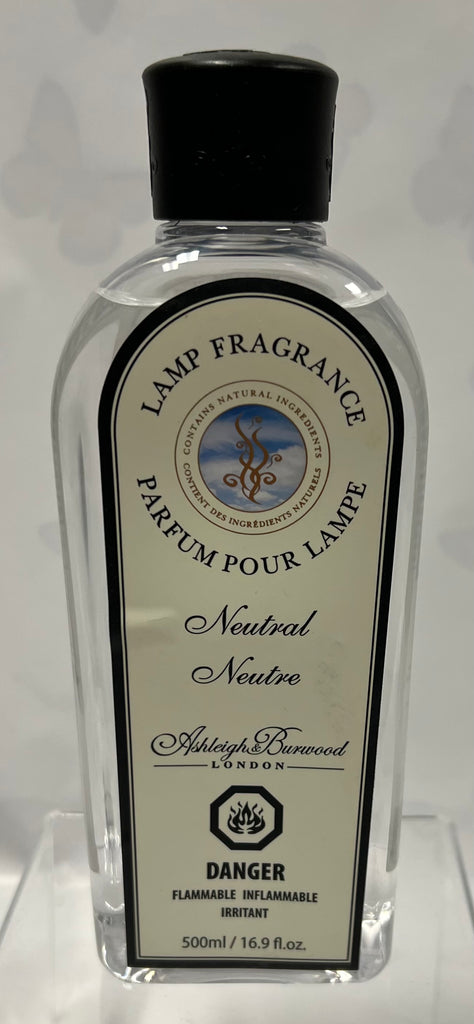 LAMP FRAGRANCE
CONTAINS NATURAL INGREDIENTS
CONTIENT DES INGRÉDIENTS NATURELS
PARFUM POUR LAMPE
Neutral
Neutre
Ashleigh & Burwood
LONDON
DANGER
FLAMMABLE INFLAMMABLE
IRRITANT
500ml / 16.9 fl.oz.